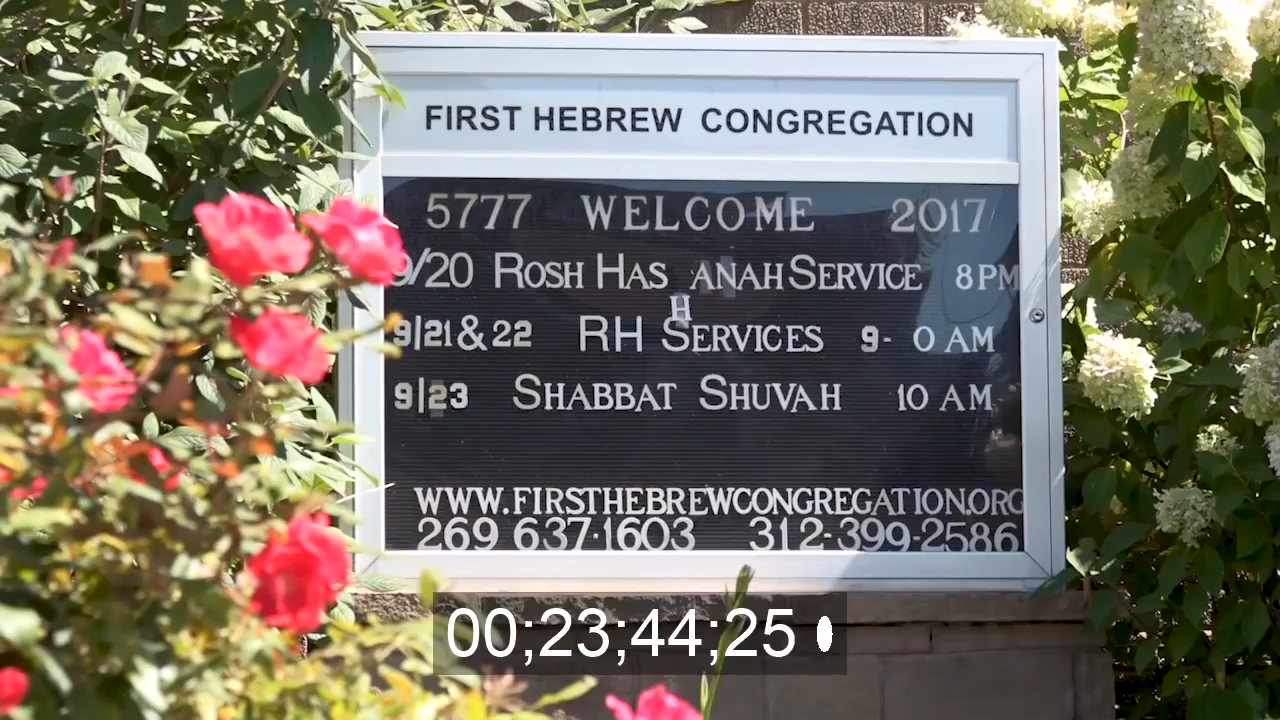 FIRST HEBREW CONGREGATION
5777 WELCOME 2017
9/20 ROSH HAS ANAH SERVICE 8PM
H
9/21&22 RH SERVICES 9- 0 AM
9/23 SHABBAT SHUVAH 10 AM
WWW.FIRSTHEBREWCONGREGATION.ORG
269 637·1603 312-399-2586
00;23;44;25